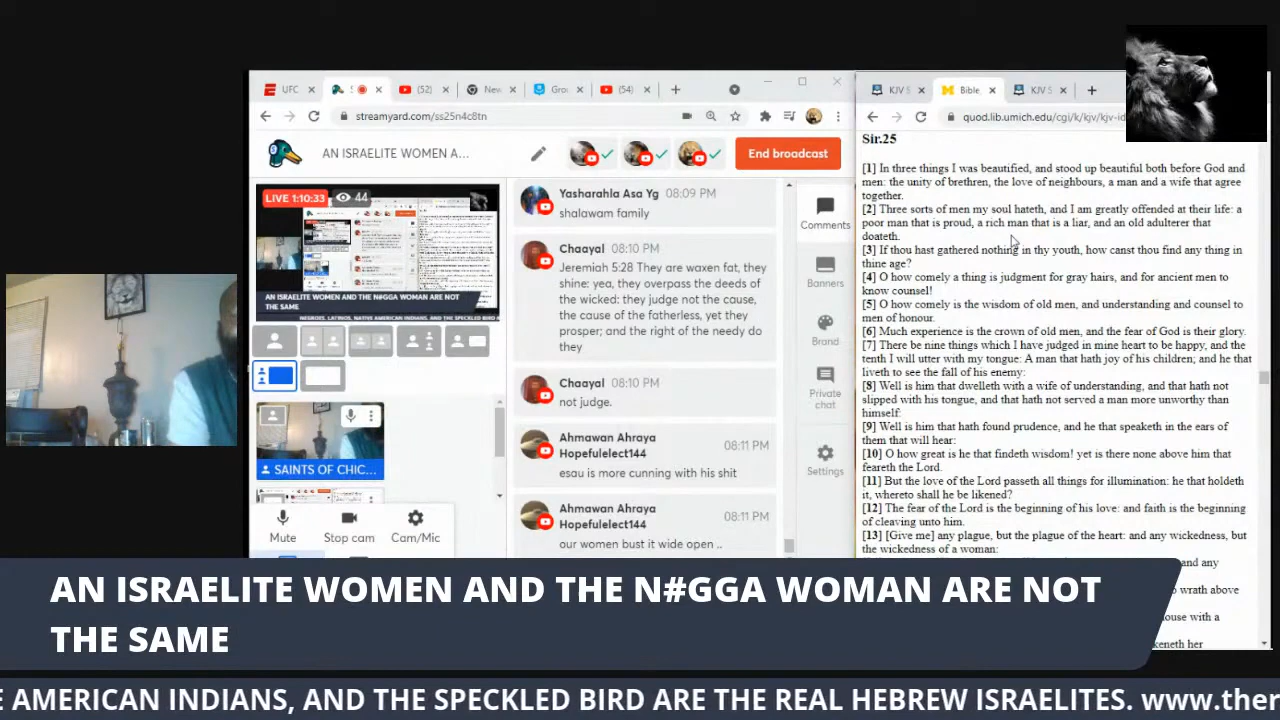 UFC
(52)
New
Gro
(54)
KJV S
Bible
KJV S
streamyard.com/ss25n4c8tn
quod.lib.umich.edu/cgi/k/kjv/kjv-id
AN ISRAELITE WOMEN A...
End broadcast
LIVE 1:10:33
44
AN ISRAELITE WOMEN AND THE N#GGA WOMAN ARE NOT
THE SAME
NEGROES, LATINOS, NATIVE AMERICAN INDIANS, AND THE SPECKLED BIRD
SAINTS OF CHIC...
Mute
Stop cam
Cam/Mic
Yasharahla Asa Yg
08:09 PM
shalawam family
Chaayal
08:10 PM
Jeremiah 5:28 They are waxen fat, they
shine: yea, they overpass the deeds of
the wicked: they judge not the cause,
the cause of the fatherless, yet they
prosper; and the right of the needy do
they
Chaayal
08:10 PM
not judge.
Ahmawan Ahraya
Hopefulelect144
08:11 PM
esau is more cunning with his shit
Ahmawan Ahraya
Hopefulelect144
08:11 PM
our women bust it wide open ..
Comments
Banners
Brand
Private
chat
Settings
Sir.25
[1] In three things I was beautified, and stood up beautiful both before God and
men: the unity of brethren, the love of neighbours, a man and a wife that agree
together.
[2] Three sorts of men my soul hateth, and I am greatly offended at their life: a
poor man that is proud, a rich man that is a liar, and an old adulterer that
doateth.
[3] If thou hast gathered nothing in thy youth, how canst thou find any thing in
thine age?
[4] O how comely a thing is judgment for gray hairs, and for ancient men to
know counsel!
[5] O how comely is the wisdom of old men, and understanding and counsel to
men of honour.
[6] Much experience is the crown of old men, and the fear of God is their glory.
[7] There be nine things which I have judged in mine heart to be happy, and the
tenth I will utter with my tongue: A man that hath joy of his children; and he that
liveth to see the fall of his enemy:
[8] Well is him that dwelleth with a wife of understanding, and that hath not
slipped with his tongue, and that hath not served a man more unworthy than
himself:
[9] Well is him that hath found prudence, and he that speaketh in the ears of
them that will hear:
[10] O how great is he that findeth wisdom! yet is there none above him that
feareth the Lord.
[11] But the love of the Lord passeth all things for illumination: he that holdeth
it, whereto shall he be likened?
[12] The fear of the Lord is the beginning of his love: and faith is the beginning
of cleaving unto him.
[13] [Give me] any plague, but the plague of the heart: and any wickedness, but
the wickedness of a woman:
and any
wrath above
ouse with a
keneth her
AN ISRAELITE WOMEN AND THE N#GGA WOMAN ARE NOT
THE SAME
E AMERICAN INDIANS, AND THE SPECKLED BIRD ARE THE REAL HEBREW ISRAELITES. www.ther